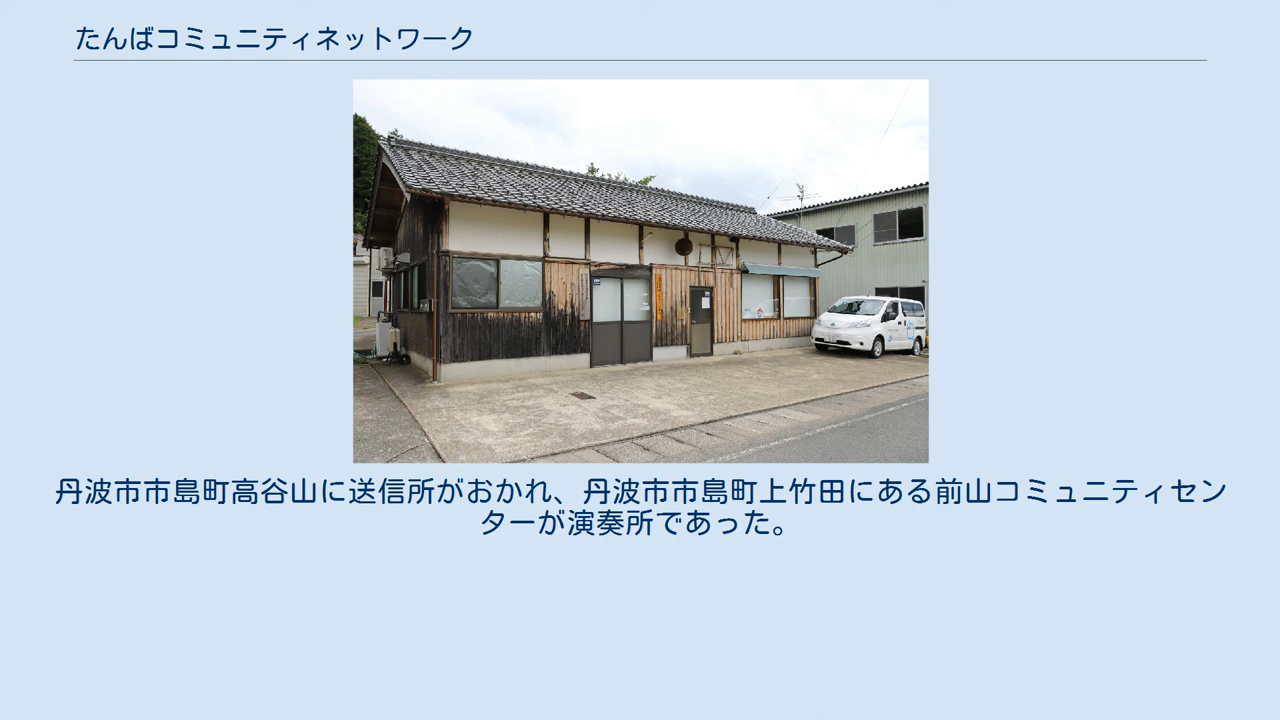 たんばコミュニティネットワーク
丹波市市島町高谷山に送信所がおかれ、丹波市市島町上竹田にある前山コミュニティセン
ターが演奏所であった。